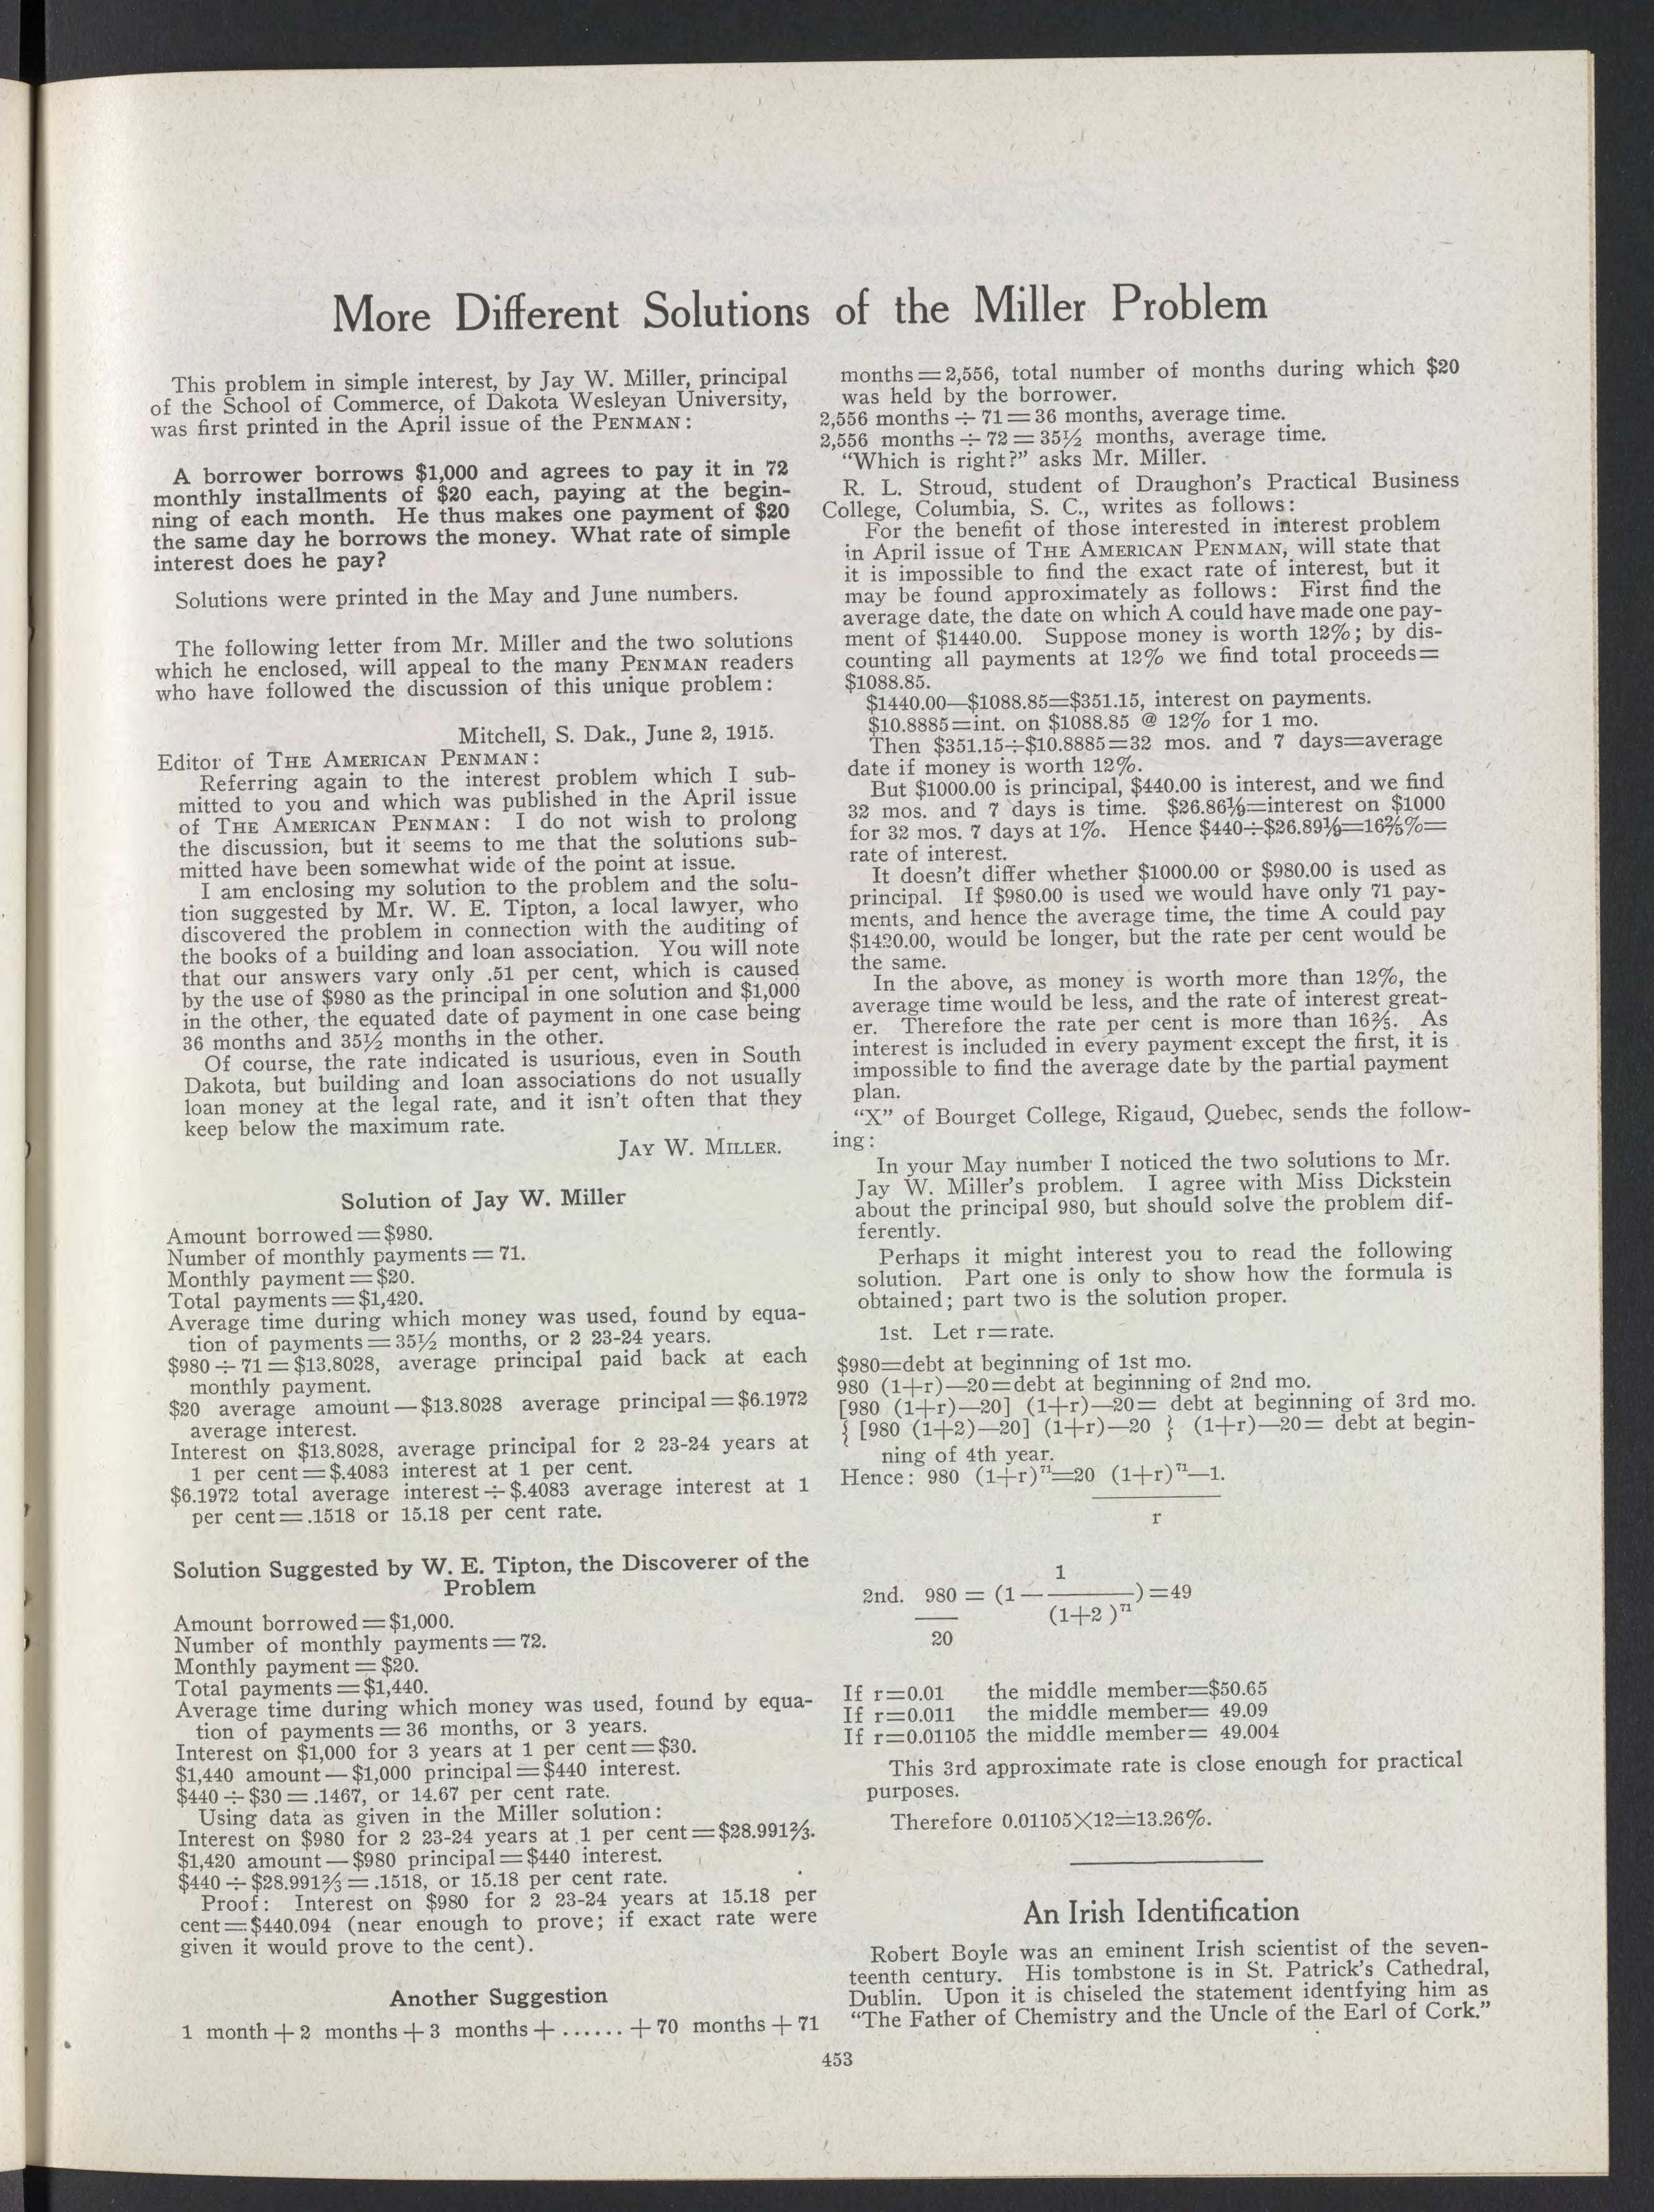 More Different Solutions of the Miller Problem
This problem in simple interest, by Jay W. Miller, principal
of the School of Commerce, of Dakota Wesleyan University,
was first printed in the April issue of the PENMAN:
A borrower borrows $1,000 and agrees to pay it in 72
monthly installments of $20 each, paying at the begin-
ning of each month. He thus makes one payment of $20
the same day he borrows the money. What rate of simple
interest does he pay?
Solutions were printed in the May and June numbers.
The following letter from Mr. Miller and the two solutions
which he enclosed, will appeal to the many PENMAN readers
who have followed the discussion of this unique problem:
Mitchell, S. Dak., June 2, 1915.
Editor of THE AMERICAN PENMAN:
Referring again to the interest problem which I sub-
mitted to you and which was published in the April issue
of THE AMERICAN PENMAN: I do not wish to prolong
the discussion, but it seems to me that the solutions sub-
mitted have been somewhat wide of the point at issue.
I am enclosing my solution to the problem and the solu-
tion suggested by Mr. W. E. Tipton, a local lawyer, who
discovered the problem in connection with the auditing of
the books of a building and loan association. You will note
that our answers vary only .51 per cent, which is caused
by the use of $980 as the principal in one solution and $1,000
in the other, the equated date of payment in one case being
36 months and 35½ months in the other.
Of course, the rate indicated is usurious, even in South
Dakota, but building and loan associations do not usually
loan money at the legal rate, and it isn't often that they
keep below the maximum rate.
JAY W. MILLER.
Solution of Jay W. Miller
Amount borrowed=$980.
Number of monthly payments=71.
Monthly payment=$20.
Total payments=$1,420.
Average time during which money was used, found by equa-
tion of payments=35½ months, or 2 23-24 years.
$980÷71=$13.8028, average principal paid back at each
monthly payment.
$20 average amount—$13.8028 average principal=$6.1972
average interest.
Interest on $13.8028, average principal for 2 23-24 years at
1 per cent=$.4083 interest at 1 per cent.
$6.1972 total average interest÷$.4083 average interest at 1
per cent=.1518 or 15.18 per cent rate.
Solution Suggested by W. E. Tipton, the Discoverer of the
Problem
Amount borrowed=$1,000.
Number of monthly payments=72.
Monthly payment=$20.
Total payments=$1,440.
Average time during which money was used, found by equa-
tion of payments=36 months, or 3 years.
Interest on $1,000 for 3 years at 1 per cent=$30.
$1,440 amount—$1,000 principal=$440 interest.
$440÷$30=.1467, or 14.67 per cent rate.
Using data as given in the Miller solution:
Interest on $980 for 2 23-24 years at 1 per cent=$28.991⅔.
$1,420 amount—$980 principal=$440 interest.
$440÷$28.991⅔=.1518, or 15.18 per cent rate.
Proof: Interest on $980 for 2 23-24 years at 15.18 per
cent=$440.094 (near enough to prove; if exact rate were
given it would prove to the cent).
Another Suggestion
1 month+2 months+3 months+......+70 months+71
months=2,556, total number of months during which $20
was held by the borrower.
2,556 months÷71=36 months, average time.
2,556 months÷72=35½ months, average time.
"Which is right?" asks Mr. Miller.
R. L. Stroud, student of Draughon's Practical Business
College, Columbia, S. C., writes as follows:
For the benefit of those interested in interest problem
in April issue of THE AMERICAN PENMAN, will state that
it is impossible to find the exact rate of interest, but it
may be found approximately as follows: First find the
average date, the date on which A could have made one pay-
ment of $1440.00. Suppose money is worth 12%; by dis-
counting all payments at 12% we find total proceeds=
$1088.85.
$1440.00—$1088.85=$351.15, interest on payments.
$10.8885=int. on $1088.85 @ 12% for 1 mo.
Then $351.15÷$10.8885=32 mos. and 7 days=average
date if money is worth 12%.
But $1000.00 is principal, $440.00 is interest, and we find
32 mos. and 7 days is time. $26.86⅑=interest on $1000
for 32 mos. 7 days at 1%. Hence $440÷$26.89⅑=16⅖%=
rate of interest.
It doesn't differ whether $1000.00 or $980.00 is used as
principal. If $980.00 is used we would have only 71 pay-
ments, and hence the average time, the time A could pay
$1420.00, would be longer, but the rate per cent would be
the same.
In the above, as money is worth more than 12%, the
average time would be less, and the rate of interest great-
er. Therefore the rate per cent is more than 16⅖. As
interest is included in every payment except the first, it is
impossible to find the average date by the partial payment
plan.
"X" of Bourget College, Rigaud, Quebec, sends the follow-
ing:
In your May number I noticed the two solutions to Mr.
Jay W. Miller's problem. I agree with Miss Dickstein
about the principal 980, but should solve the problem dif-
ferently.
Perhaps it might interest you to read the following
solution. Part one is only to show how the formula is
obtained; part two is the solution proper.
1st. Let r=rate.
$980=debt at beginning of 1st mo.
980 (1+r)—20=debt at beginning of 2nd mo.
[980 (1+r)—20] (1+r)—20= debt at beginning of 3rd mo.
{ [980 (1+2)—20] (1+r)—20 } (1+r)—20= debt at begin-
ning of 4th year.
Hence: 980 (1+r)⁷¹=20 (1+r)⁷¹—1.
r
1
2nd. 980 = (1— ) =49
(1+2 )⁷¹
20
If r=0.01 the middle member=$50.65
If r=0.011 the middle member= 49.09
If r=0.01105 the middle member= 49.004
This 3rd approximate rate is close enough for practical
purposes.
Therefore 0.01105×12=13.26%.
An Irish Identification
Robert Boyle was an eminent Irish scientist of the seven-
teenth century. His tombstone is in St. Patrick's Cathedral,
Dublin. Upon it is chiseled the statement identfying him as
"The Father of Chemistry and the Uncle of the Earl of Cork."
453